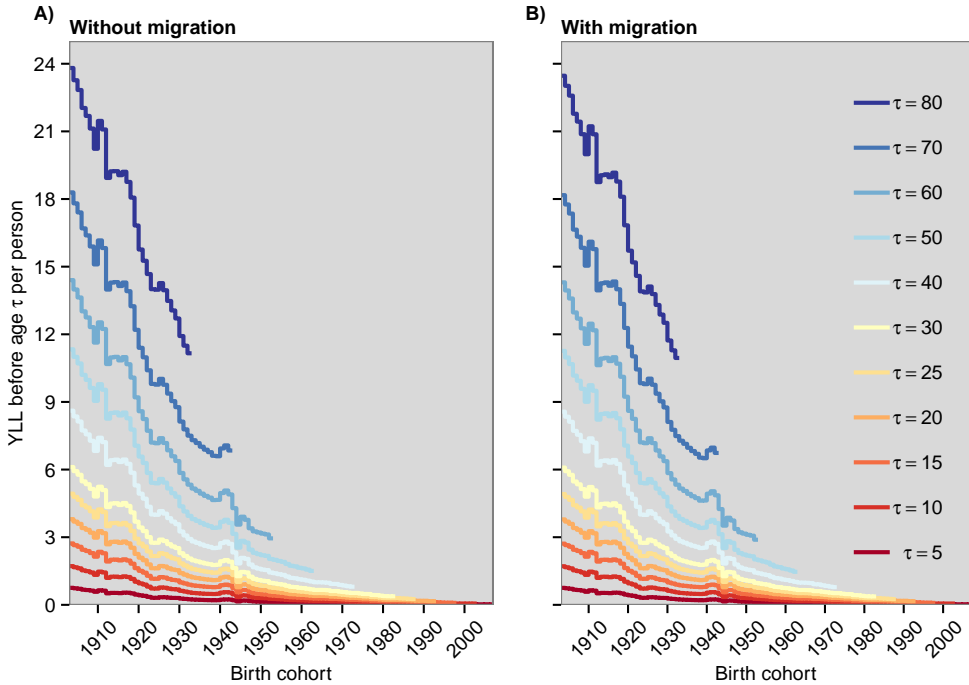 A)
Without migration
B)
With migration
YLL before age τ per person
24
21
18
15
12
9
6
3
0
1910
1920
1930
1940
1950
1960
1970
1980
1990
2000
Birth cohort
1910
1920
1930
1940
1950
1960
1970
1980
1990
2000
Birth cohort
τ = 80
τ = 70
τ = 60
τ = 50
τ = 40
τ = 30
τ = 25
τ = 20
τ = 15
τ = 10
τ = 5